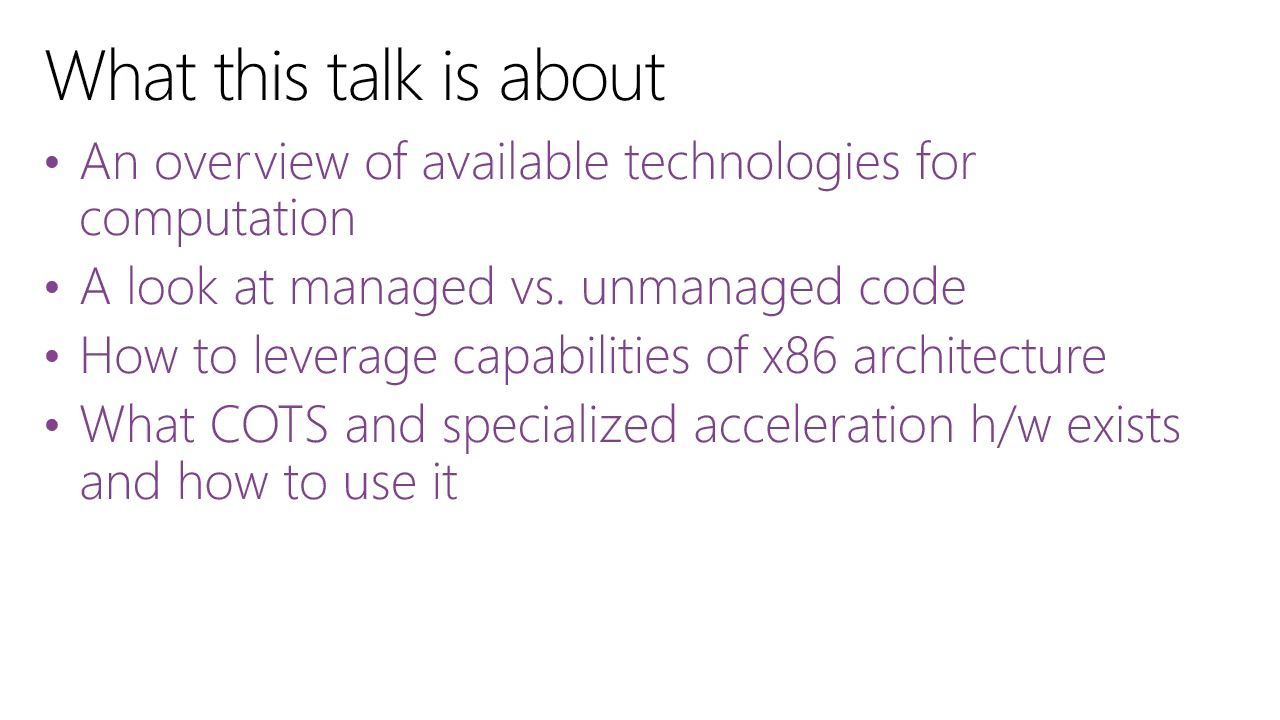 What this talk is about
• An overview of available technologies for
computation
• A look at managed vs. unmanaged code
• How to leverage capabilities of x86 architecture
• What COTS and specialized acceleration h/w exists
and how to use it